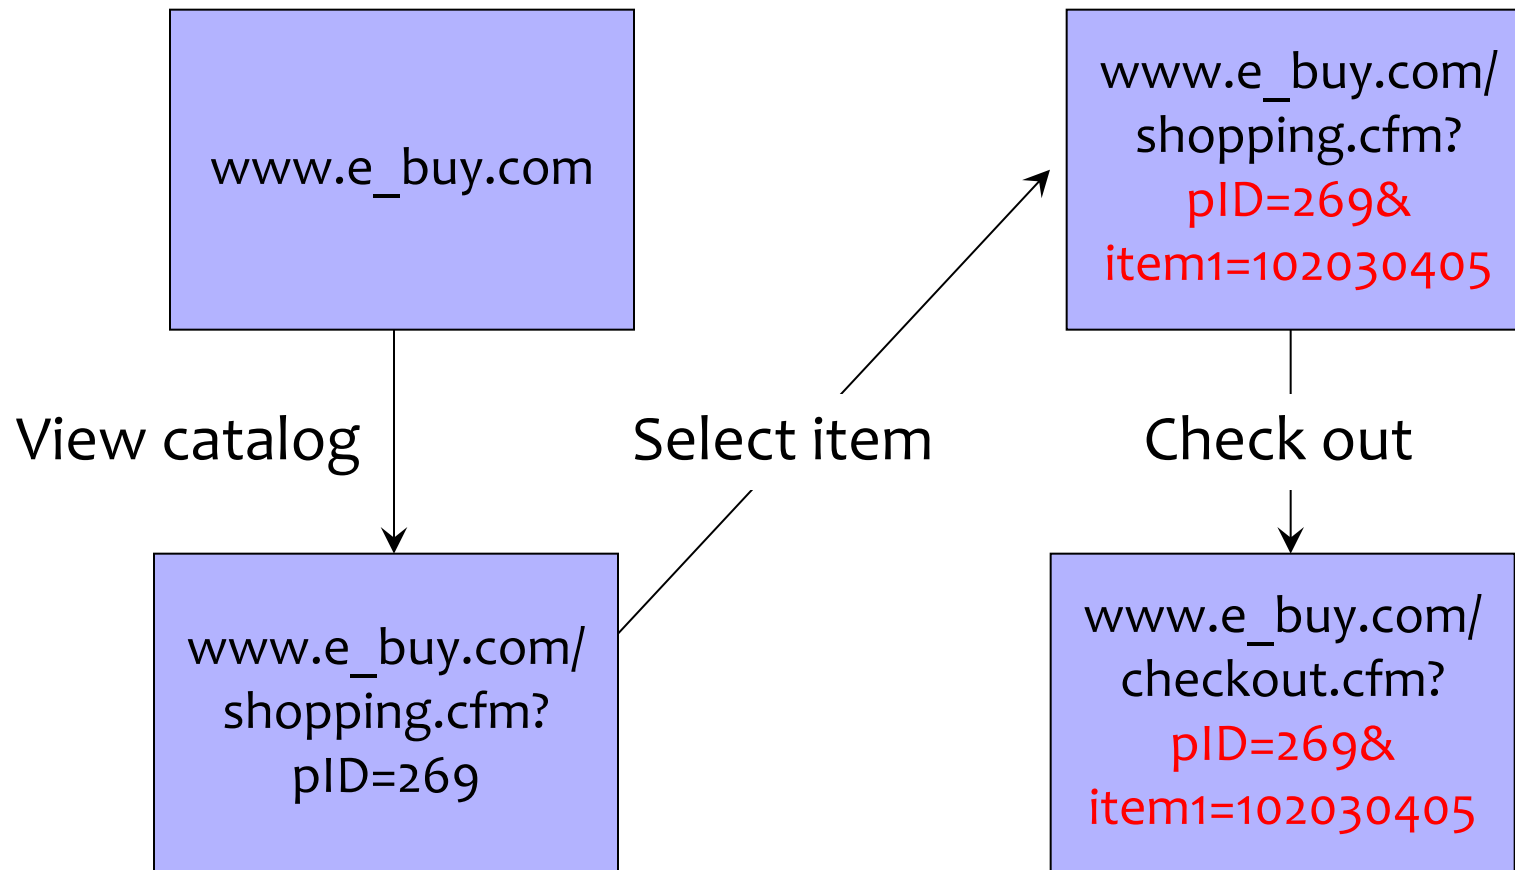 www.e_buy.com
View catalog
www.e_buy.com/
shopping.cfm?
pID=269
Select item
www.e_buy.com/
shopping.cfm?
pID=269&
item1=102030405
Check out
www.e_buy.com/
checkout.cfm?
pID=269&
item1=102030405